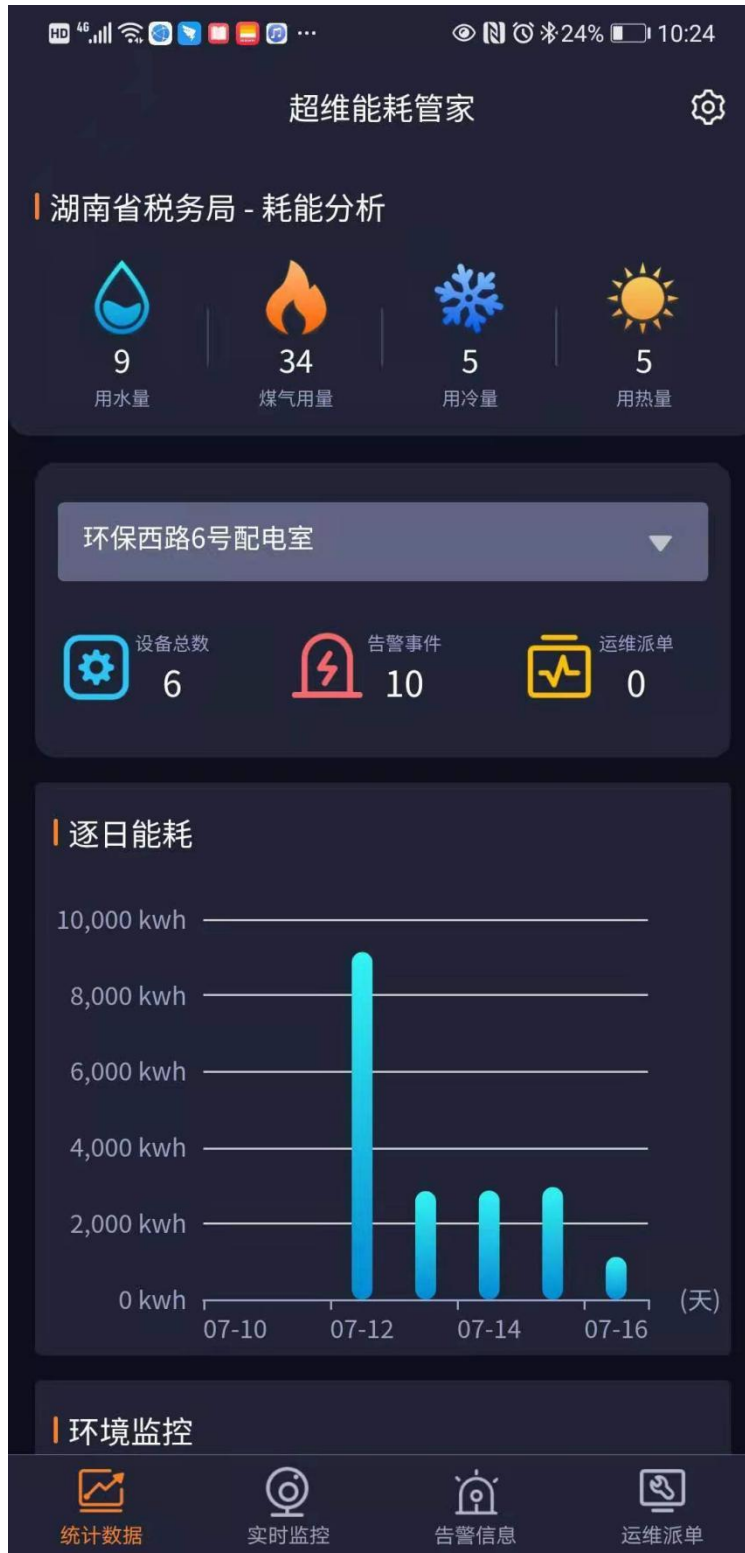 HD 4G 24% 10:24
超维能耗管家
湖南省税务局 - 耗能分析
9 34 5 5
用水量 煤气用量 用冷量 用热量
环保西路6号配电室
设备总数 告警事件 运维派单
6 10 0
逐日能耗
10,000 kwh
8,000 kwh
6,000 kwh
4,000 kwh
2,000 kwh
0 kwh (天)
07-10 07-12 07-14 07-16
环境监控
统计数据 实时监控 告警信息 运维派单